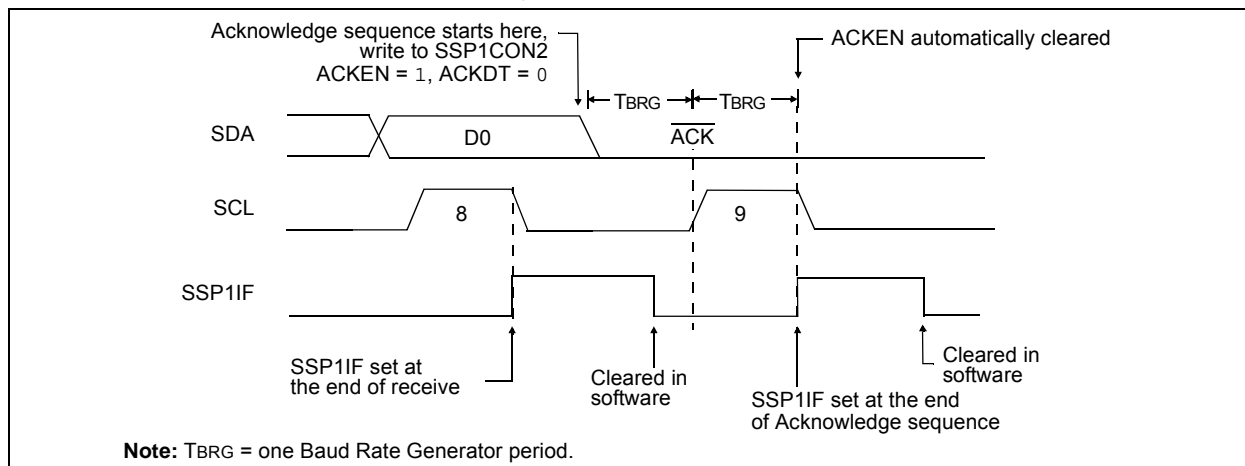 Acknowledge sequence starts here,
write to SSP1CON2
ACKEN = 1, ACKDT = 0
ACKEN automatically cleared
TBRG
TBRG
SDA
D0
ACK
SCL
8
9
SSP1IF
SSP1IF set at
the end of receive
Cleared in
software
SSP1IF set at the end
of Acknowledge sequence
Cleared in
software
Note: TBRG = one Baud Rate Generator period.